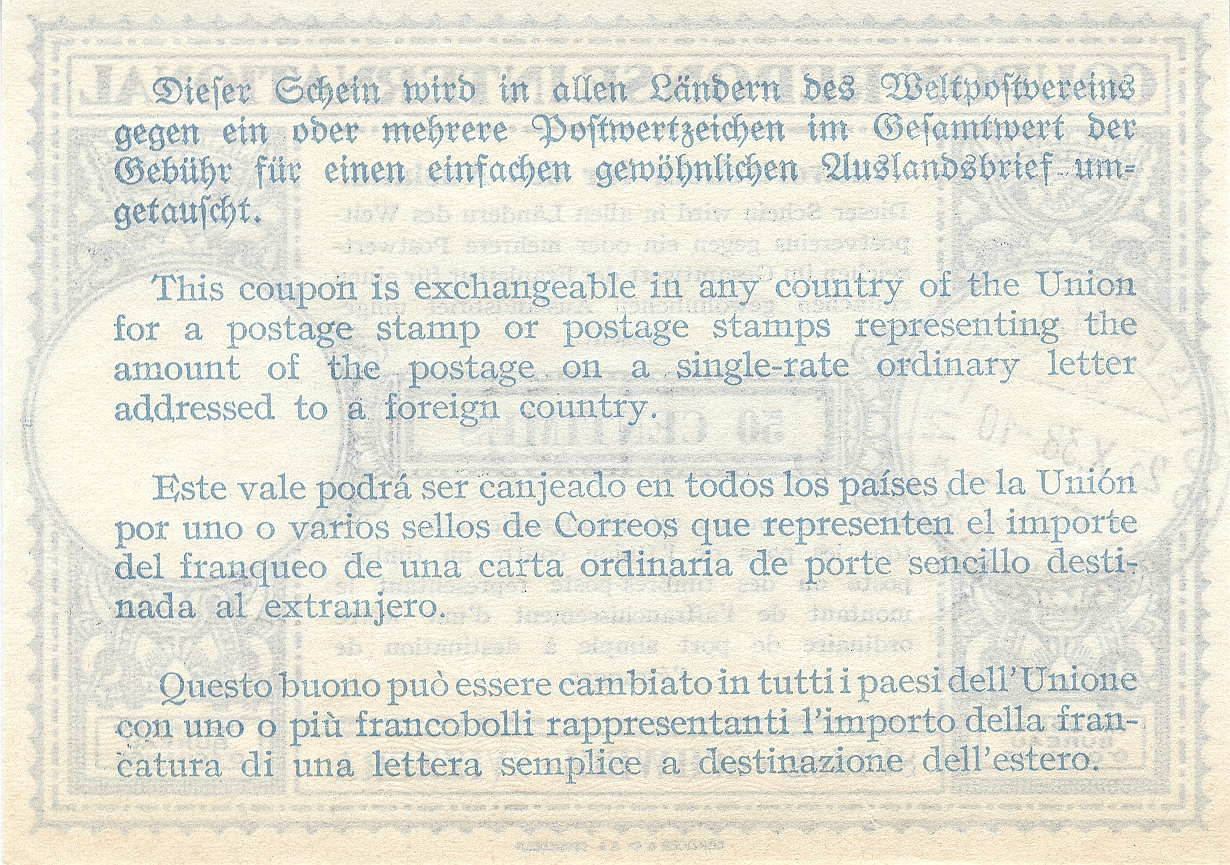 Dieser Schein wird in allen Ländern des Weltpostvereins
gegen ein oder mehrere Postwertzeichen im Gesamtwert der
Gebühr für einen einfachen gewöhnlichen Auslandsbrief um-
getauscht.
This coupon is exchangeable in any country of the Union
for a postage stamp or postage stamps representing the
amount of the postage on a single-rate ordinary letter
addressed to a foreign country.
Este vale podrá ser canjeado en todos los países de la Unión
por uno o varios sellos de Correos que representen el importe
del franqueo de una carta ordinaria de porte sencillo desti-
nada al extranjero.
Questo buono può essere cambiato in tutti i paesi dell'Unione
con uno o più francobolli rappresentanti l'importo della fran-
catura di una lettera semplice a destinazione dell'estero.